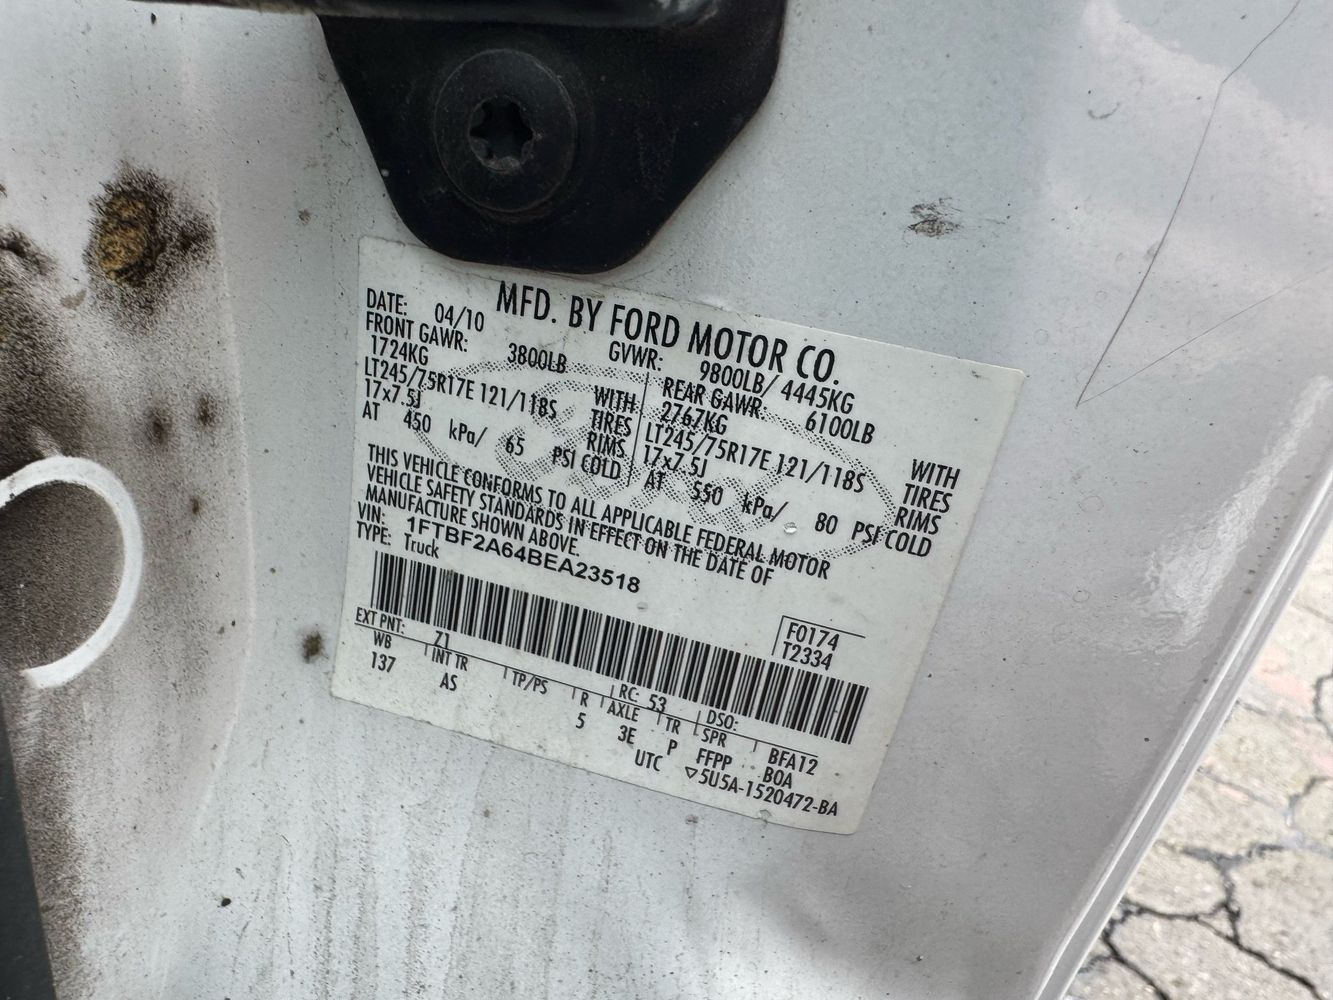 MFD. BY FORD MOTOR CO.
DATE: 04/10 GVWR: 9800LB/ 4445KG
FRONT GAWR: 3800LB REAR GAWR: 6100LB
1724KG WITH 2767KG WITH
LT245/75R17E 121/118S TIRES LT245/75R17E 121/118S TIRES
17x7.5J RIMS 17x7.5J RIMS
AT 450 kPa/ 65 PSI COLD AT 550 kPa/ 80 PSI COLD
THIS VEHICLE CONFORMS TO ALL APPLICABLE FEDERAL MOTOR
VEHICLE SAFETY STANDARDS IN EFFECT ON THE DATE OF
MANUFACTURE SHOWN ABOVE.
VIN: 1FTBF2A64BEA23518
TYPE: Truck
F0174
T2334
EXT PNT: Z1 RC: 53 DSO:
WB INT TR TP/PS R AXLE TR SPR BFA12
137 AS 5 3E P FFPP BOA
UTC ▽5U5A-1520472-BA